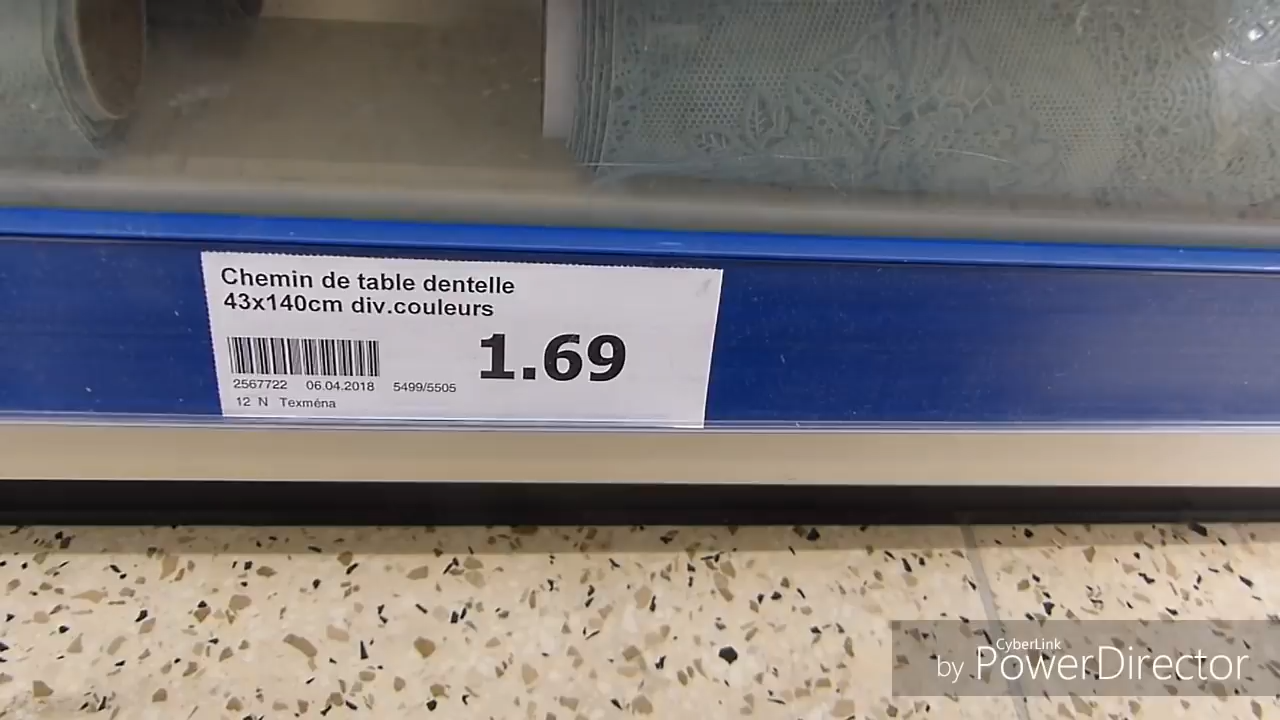 Chemin de table dentelle
43x140cm div.couleurs
1.69
2567722 06.04.2018 5499/5505
12 N Texména
CyberLink
by PowerDirector